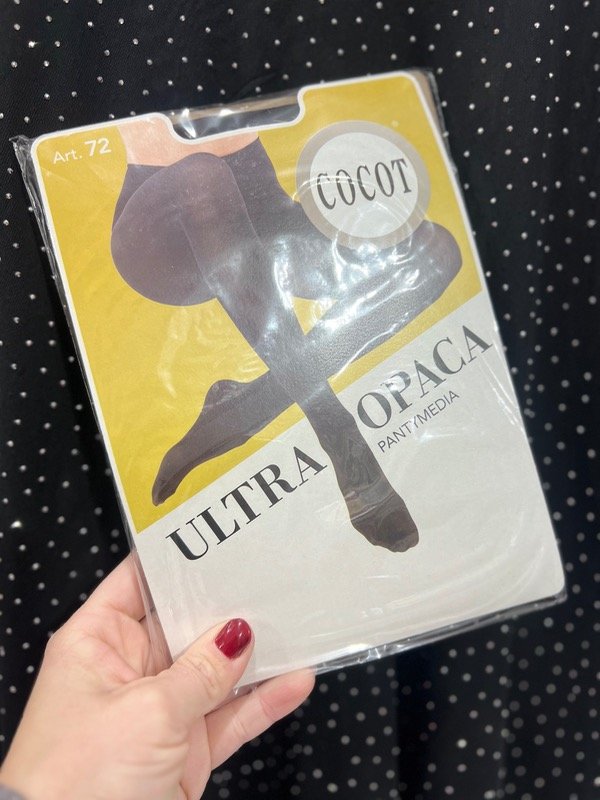 Art. 72
COCOT
ULTRA OPACA
PANTYMEDIA